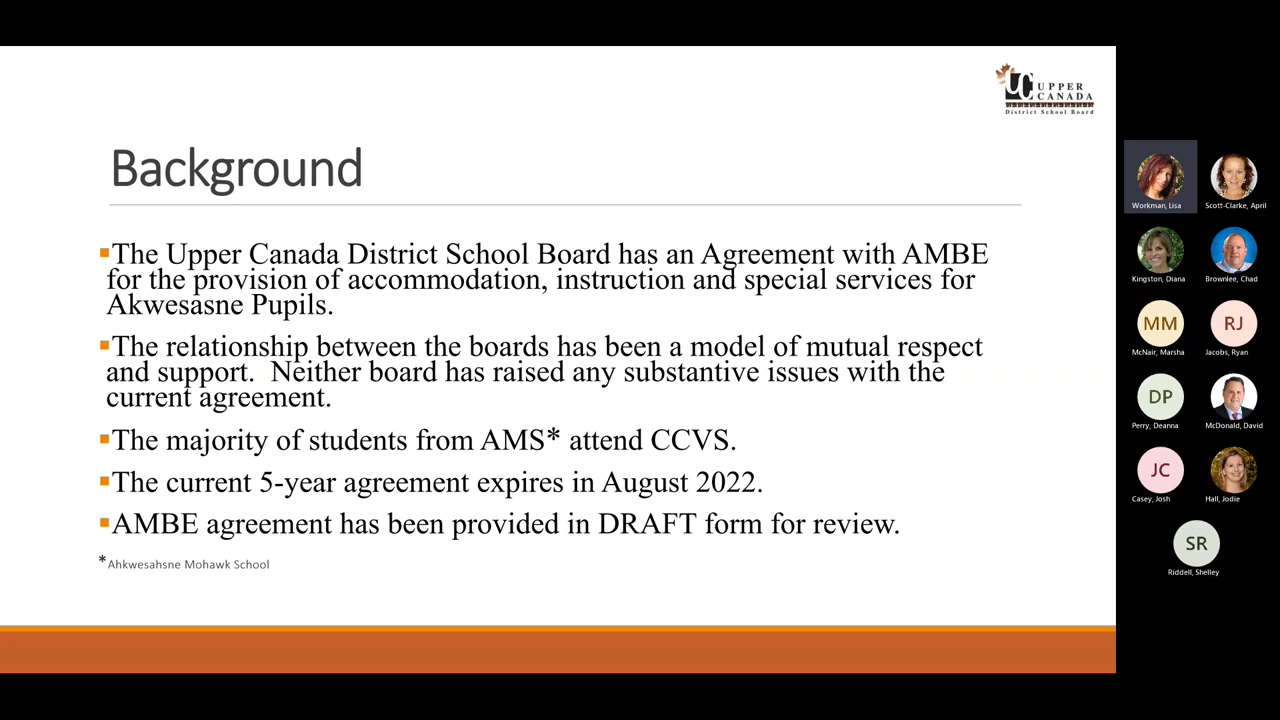 UC UPPER
CANADA
District School Board
Background
The Upper Canada District School Board has an Agreement with AMBE
for the provision of accommodation, instruction and special services for
Akwesasne Pupils.
The relationship between the boards has been a model of mutual respect
and support.  Neither board has raised any substantive issues with the
current agreement.
The majority of students from AMS* attend CCVS.
The current 5-year agreement expires in August 2022.
AMBE agreement has been provided in DRAFT form for review.
*Ahkwesahsne Mohawk School
Workman, Lisa
Scott-Clarke, April
Kingston, Diana
Brownlee, Chad
MM
RJ
McNair, Marsha
Jacobs, Ryan
DP
Perry, Deanna
McDonald, David
JC
Casey, Josh
Hall, Jodie
SR
Riddell, Shelley